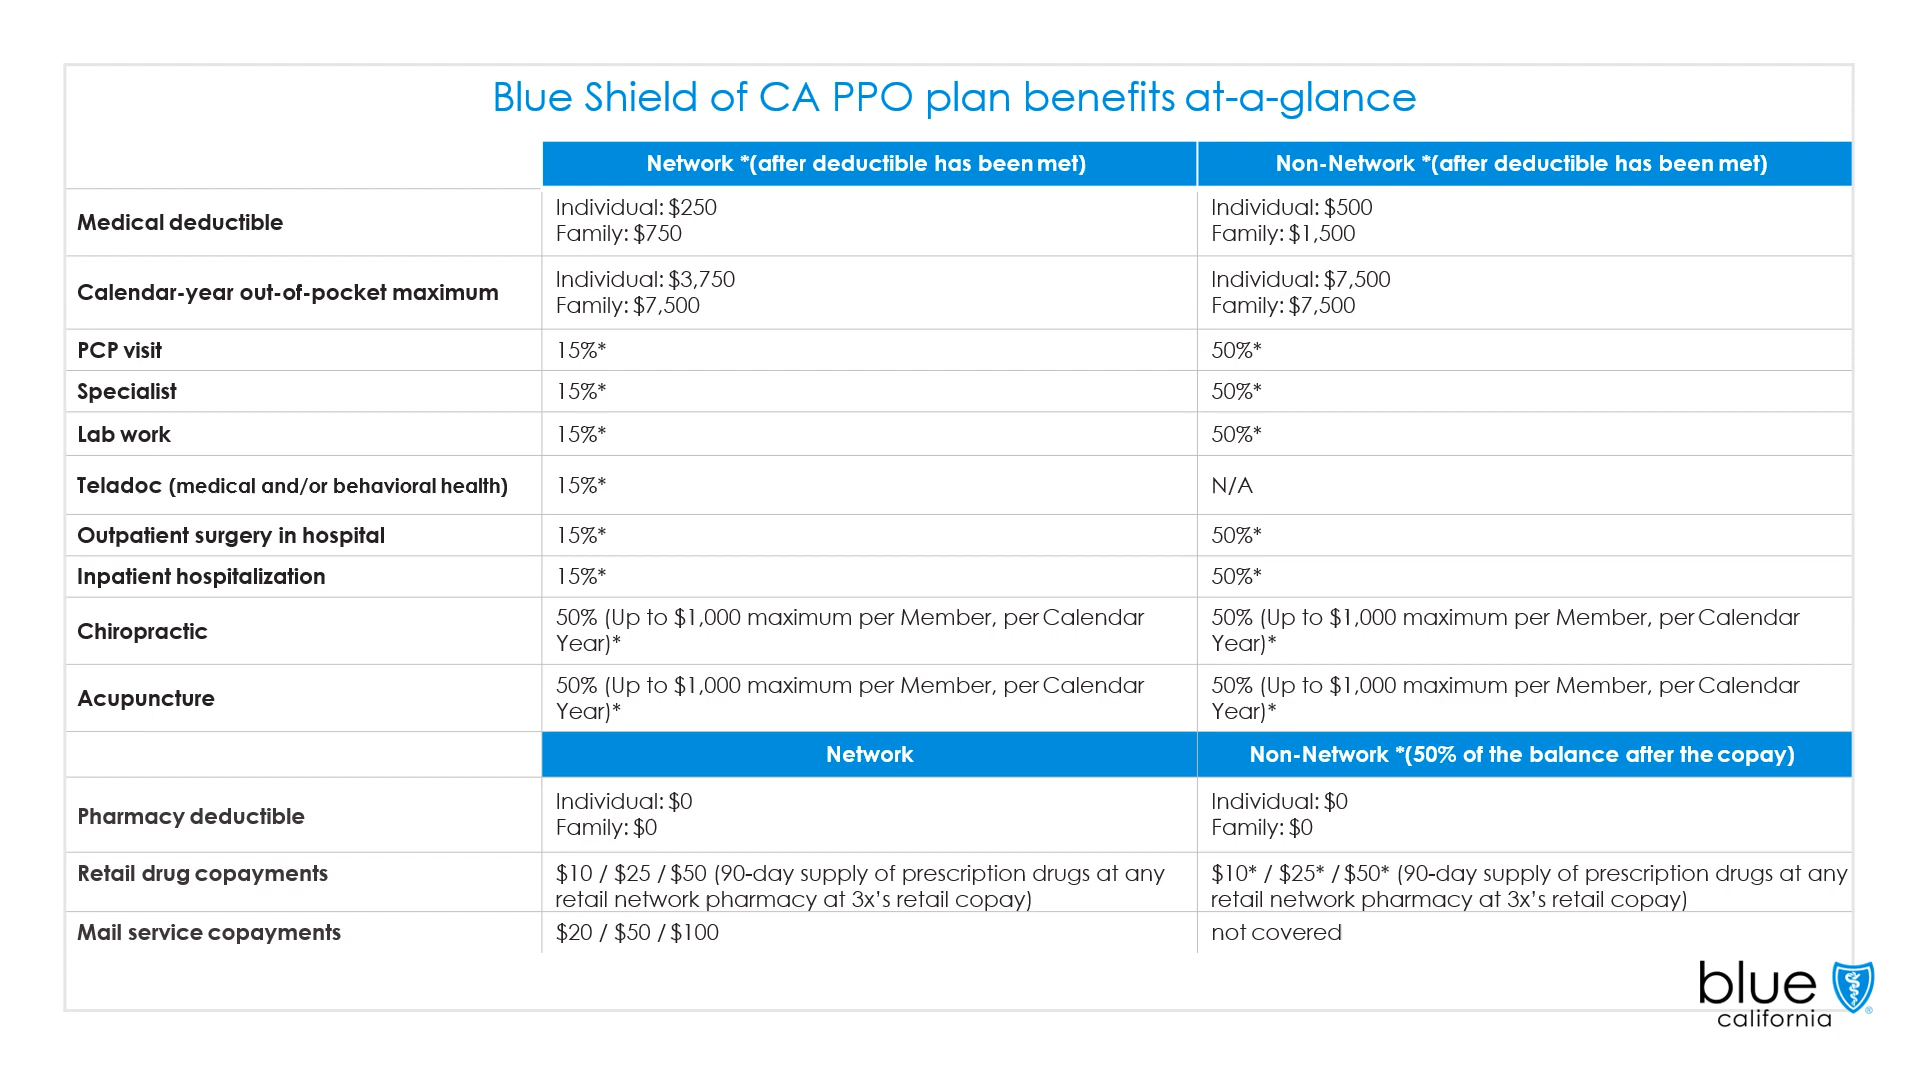 Blue Shield of CA PPO plan benefits at-a-glance
Network *(after deductible has been met)
Non-Network *(after deductible has been met)
Medical deductible
Individual: $250
Family: $750
Individual: $500
Family: $1,500
Calendar-year out-of-pocket maximum
Individual: $3,750
Family: $7,500
Individual: $7,500
Family: $7,500
PCP visit
15%*
50%*
Specialist
15%*
50%*
Lab work
15%*
50%*
Teladoc (medical and/or behavioral health)
15%*
N/A
Outpatient surgery in hospital
15%*
50%*
Inpatient hospitalization
15%*
50%*
Chiropractic
50% (Up to $1,000 maximum per Member, per Calendar
Year)*
50% (Up to $1,000 maximum per Member, per Calendar
Year)*
Acupuncture
50% (Up to $1,000 maximum per Member, per Calendar
Year)*
50% (Up to $1,000 maximum per Member, per Calendar
Year)*
Network
Non-Network *(50% of the balance after the copay)
Pharmacy deductible
Individual: $0
Family: $0
Individual: $0
Family: $0
Retail drug copayments
$10 / $25 / $50 (90-day supply of prescription drugs at any
retail network pharmacy at 3x’s retail copay)
$10* / $25* / $50* (90-day supply of prescription drugs at any
retail network pharmacy at 3x’s retail copay)
Mail service copayments
$20 / $50 / $100
not covered
blue
california
®